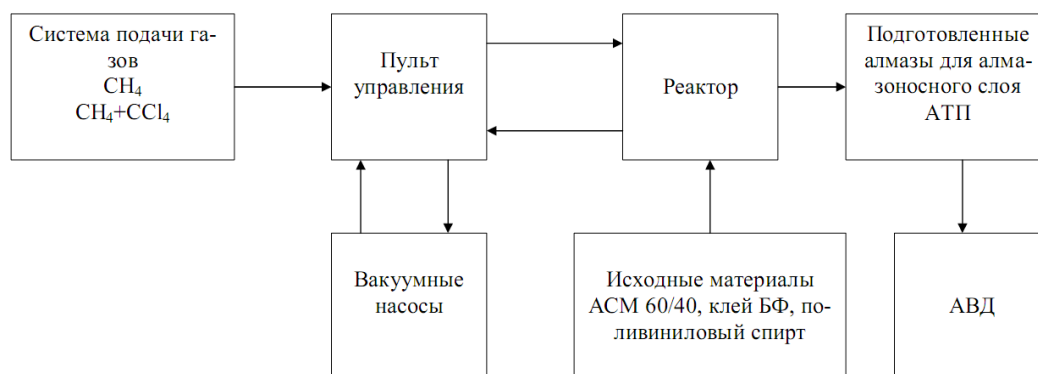 Система подачи га-
зов
CH₄
CH₄+CCl₄
Пульт
управления
Реактор
Подготовленные
алмазы для алма-
зоносного слоя
АТП
Вакуумные
насосы
Исходные материалы
АСМ 60/40, клей БФ, по-
ливиниловый спирт
АВД